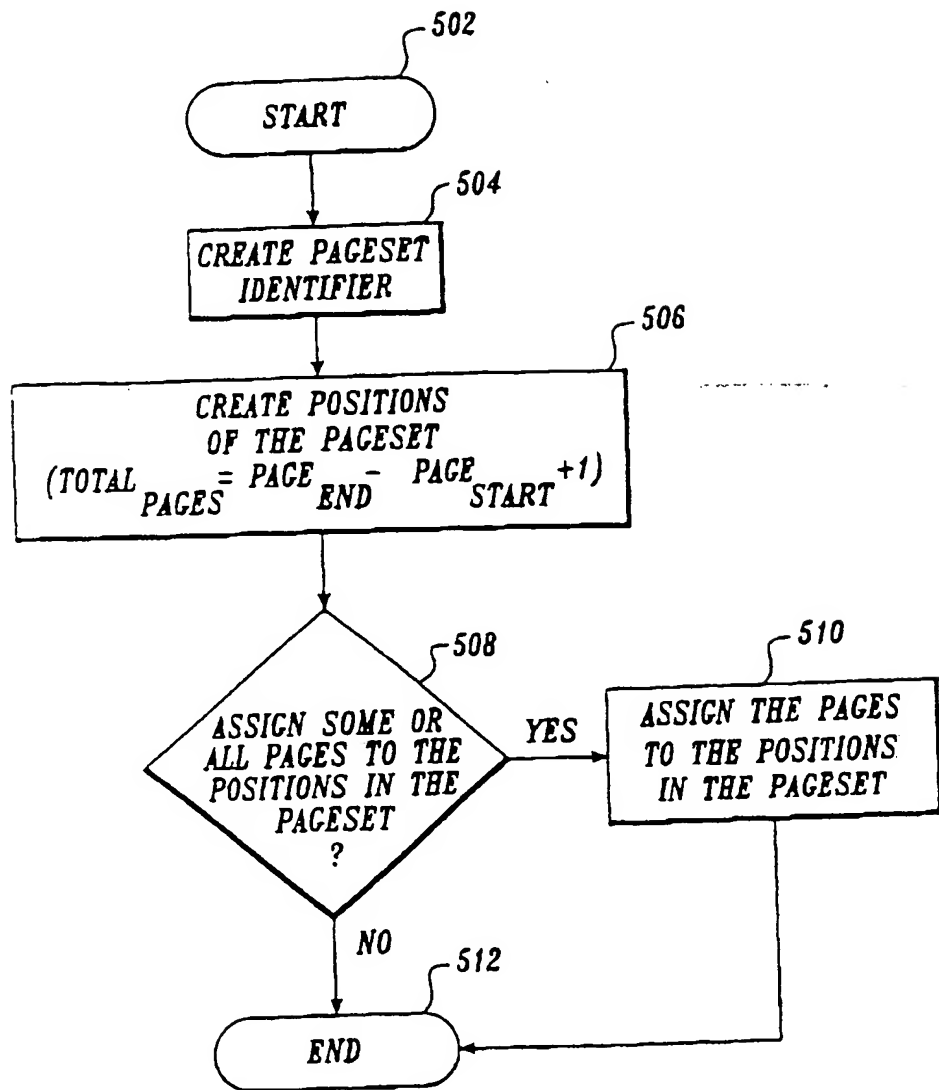 502
START
504
CREATE PAGESET
IDENTIFIER
506
CREATE POSITIONS
OF THE PAGESET
(TOTAL PAGES = PAGE END - PAGE START +1)
508
ASSIGN SOME OR
ALL PAGES TO THE
POSITIONS IN THE
PAGESET
?
YES
510
ASSIGN THE PAGES
TO THE POSITIONS
IN THE PAGESET
NO
512
END